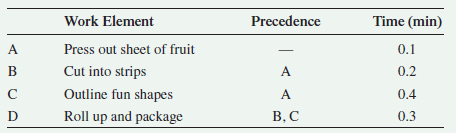 Work Element Precedence Time (min)
A Press out sheet of fruit — 0.1
B Cut into strips A 0.2
C Outline fun shapes A 0.4
D Roll up and package B, C 0.3